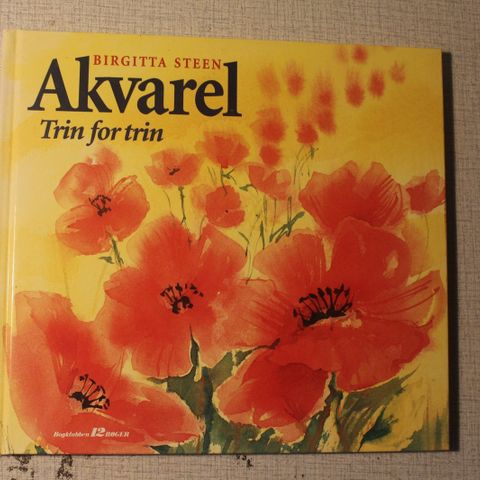 BIRGITTA STEEN
Akvarel
Trin for trin
Bogklubben 12 BØGER